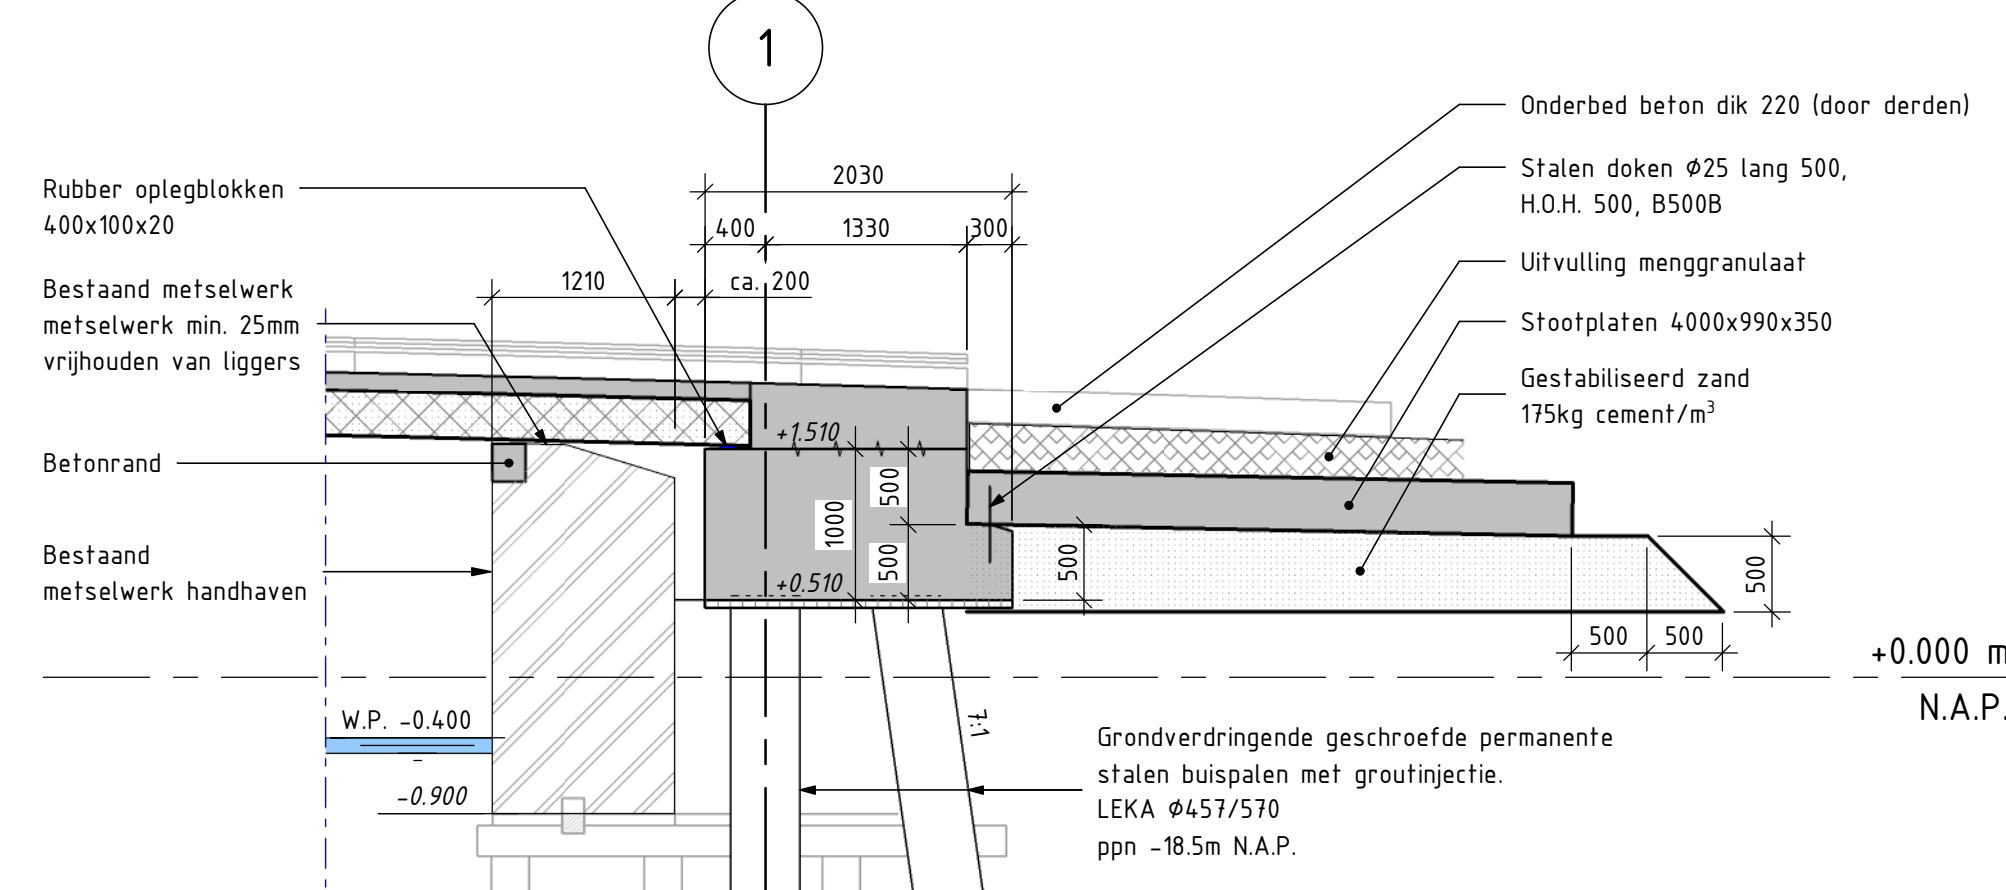 1
Onderbed beton dik 220 (door derden)
Stalen doken Ø25 lang 500,
H.O.H. 500, B500B
Uitvulling menggranulaat
Stootplaten 4000x990x350
Gestabiliseerd zand
175kg cement/m³
Rubber oplegblokken
400x100x20
Bestaand metselwerk
metselwerk min. 25mm
vrijhouden van liggers
Betonrand
Bestaand
metselwerk handhaven
2030
400
1330
300
1210
ca. 200
+1.510
500
1000
500
+0.510
500
500
500
500
+0.000 m
N.A.P.
W.P. -0.400
-0.900
7:1
Grondverdringende geschroefde permanente
stalen buispalen met groutinjectie.
LEKA Ø457/570
ppn -18.5m N.A.P.